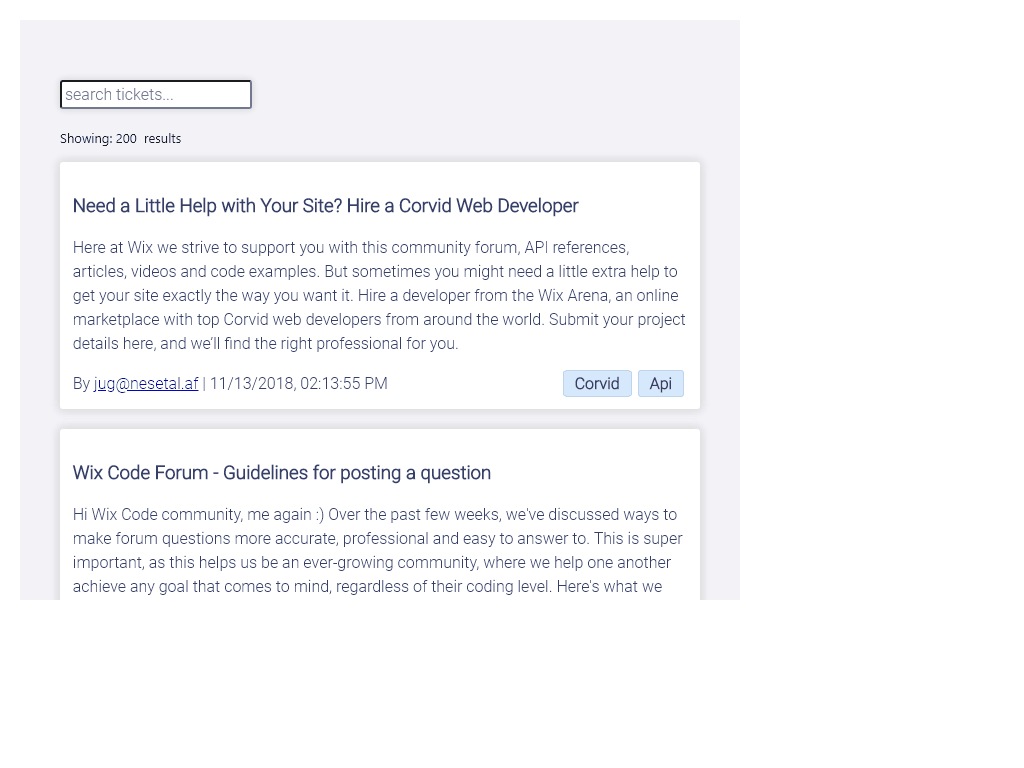 search tickets...
Showing: 200 results
Need a Little Help with Your Site? Hire a Corvid Web Developer
Here at Wix we strive to support you with this community forum, API references,
articles, videos and code examples. But sometimes you might need a little extra help to
get your site exactly the way you want it. Hire a developer from the Wix Arena, an online
marketplace with top Corvid web developers from around the world. Submit your project
details here, and we’ll find the right professional for you.
By jug@nesetal.af | 11/13/2018, 02:13:55 PM Corvid Api
Wix Code Forum - Guidelines for posting a question
Hi Wix Code community, me again :) Over the past few weeks, we've discussed ways to
make forum questions more accurate, professional and easy to answer to. This is super
important, as this helps us be an ever-growing community, where we help one another
achieve any goal that comes to mind, regardless of their coding level. Here's what we